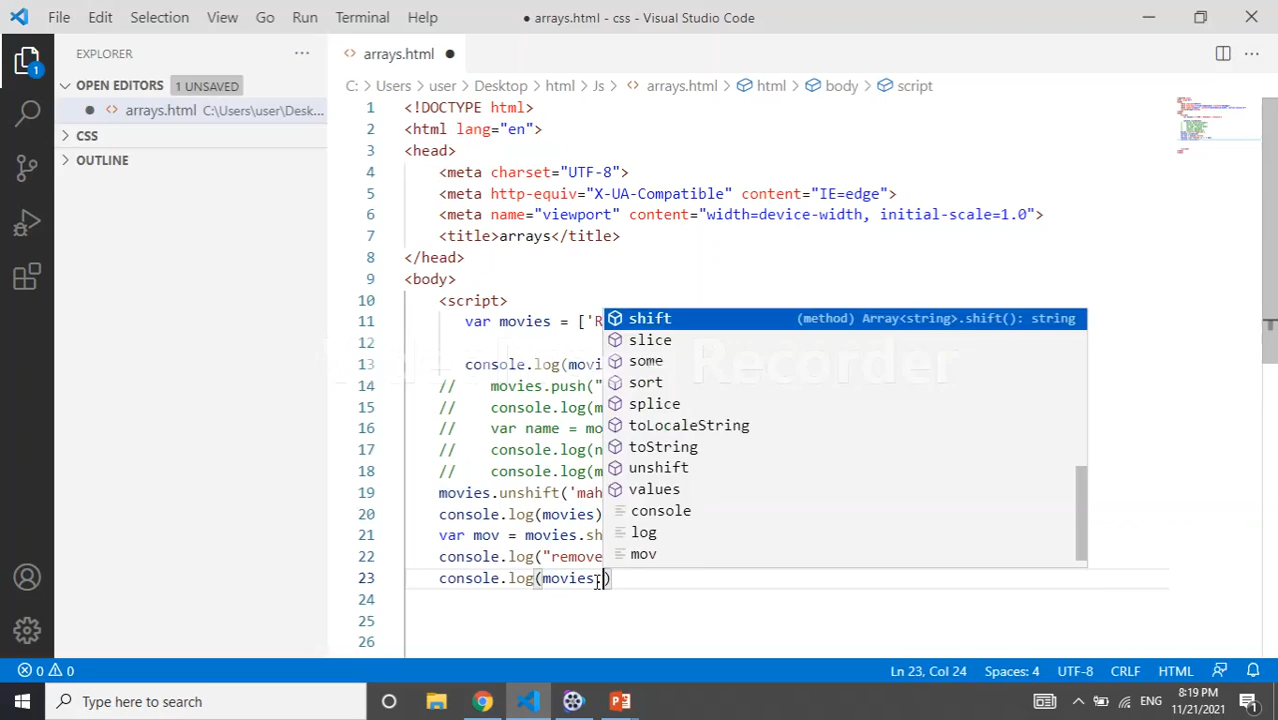 File Edit Selection View Go Run Terminal Help ● arrays.html - css - Visual Studio Code
EXPLORER ... <> arrays.html ●
OPEN EDITORS 1 UNSAVED
● <> arrays.html C:\Users\user\Desk...
CSS
OUTLINE
1
C: > Users > user > Desktop > html > Js > <> arrays.html > html > body > script
1 <!DOCTYPE html>
2 <html lang="en">
3 <head>
4 <meta charset="UTF-8">
5 <meta http-equiv="X-UA-Compatible" content="IE=edge">
6 <meta name="viewport" content="width=device-width, initial-scale=1.0">
7 <title>arrays</title>
8 </head>
9 <body>
10 <script>
11 var movies = ['R
12
13 console.log(movi
14 // movies.push("
15 // console.log(m
16 // var name = mo
17 // console.log(n
18 // console.log(m
19 movies.unshift('mah
20 console.log(movies)
21 var mov = movies.sh
22 console.log("remove
23 console.log(movies.)
24
25
26
shift (method) Array<string>.shift(): string
slice
some
sort
splice
toLocaleString
toString
unshift
values
console
log
mov
Recorder
0 0 Ln 23, Col 24 Spaces: 4 UTF-8 CRLF HTML
Type here to search ENG 8:19 PM
11/21/2021 1